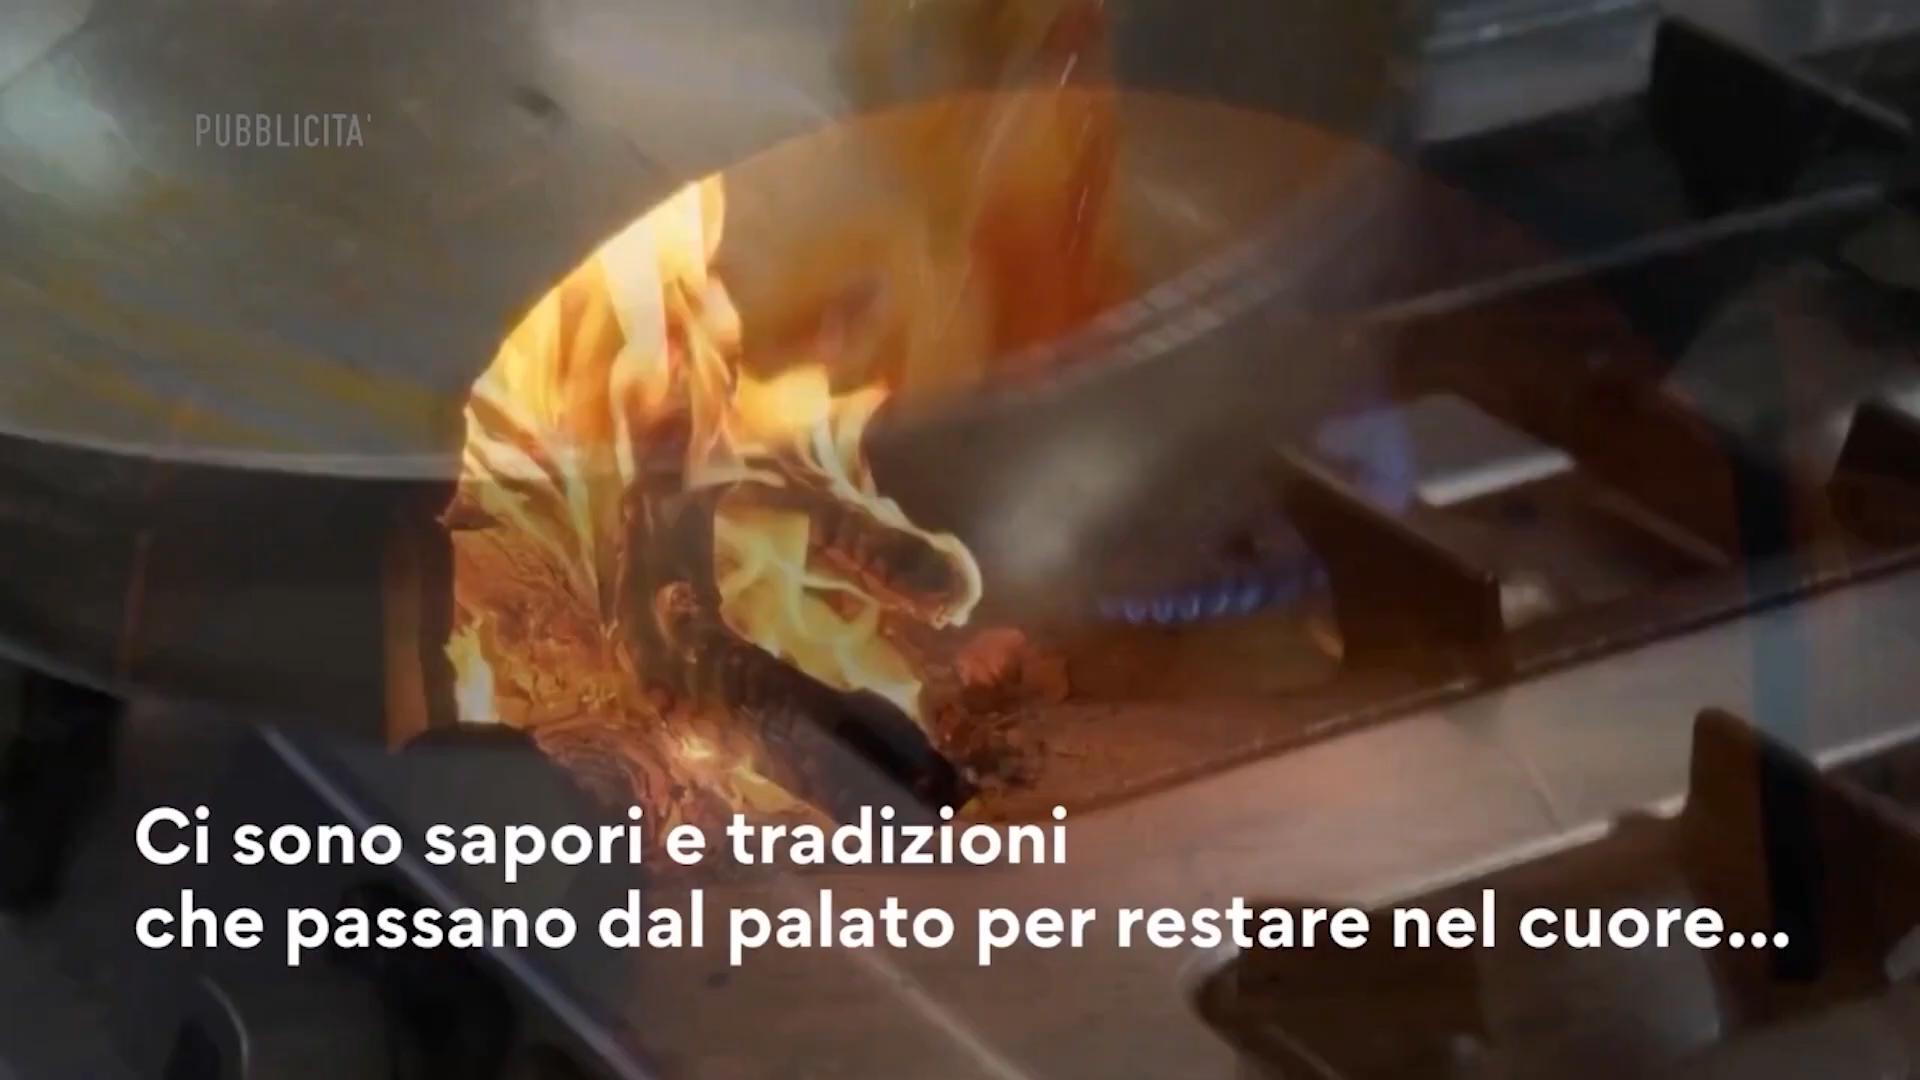 PUBBLICITA'
Ci sono sapori e tradizioni
che passano dal palato per restare nel cuore...